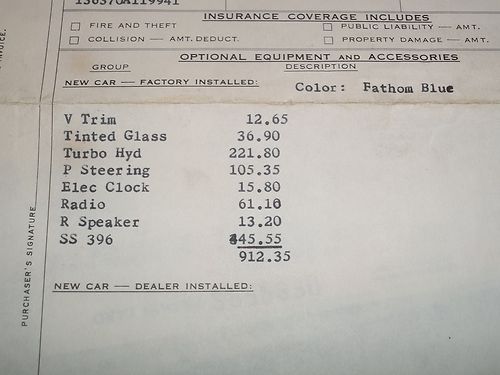 136370A119941
INSURANCE COVERAGE INCLUDES
FIRE AND THEFT PUBLIC LIABILITY — AMT.
COLLISION — AMT. DEDUCT. PROPERTY DAMAGE — AMT.
OPTIONAL EQUIPMENT AND ACCESSORIES
GROUP DESCRIPTION
NEW CAR — FACTORY INSTALLED: Color: Fathom Blue
V Trim 12.65
Tinted Glass 36.90
Turbo Hyd 221.80
P Steering 105.35
Elec Clock 15.80
Radio 61.10
R Speaker 13.20
SS 396 445.55
912.35
NEW CAR — DEALER INSTALLED:
PURCHASER'S SIGNATURE
INVOICE.